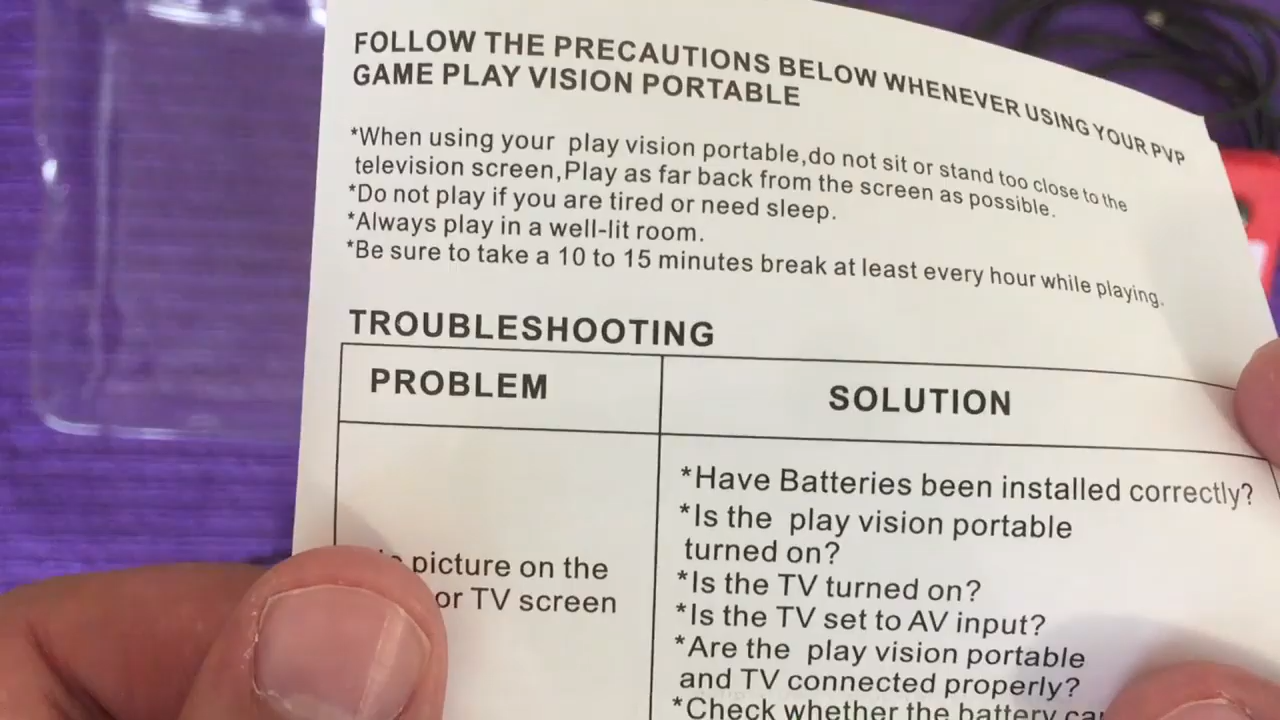 FOLLOW THE PRECAUTIONS BELOW WHENEVER USING YOUR PVP
GAME PLAY VISION PORTABLE
*When using your play vision portable,do not sit or stand too close to the
television screen,Play as far back from the screen as possible.
*Do not play if you are tired or need sleep.
*Always play in a well-lit room.
*Be sure to take a 10 to 15 minutes break at least every hour while playing.
TROUBLESHOOTING
PROBLEM
SOLUTION
picture on the
or TV screen
*Have Batteries been installed correctly?
*Is the play vision portable
turned on?
*Is the TV turned on?
*Is the TV set to AV input?
*Are the play vision portable
and TV connected properly?
*Check whether the battery